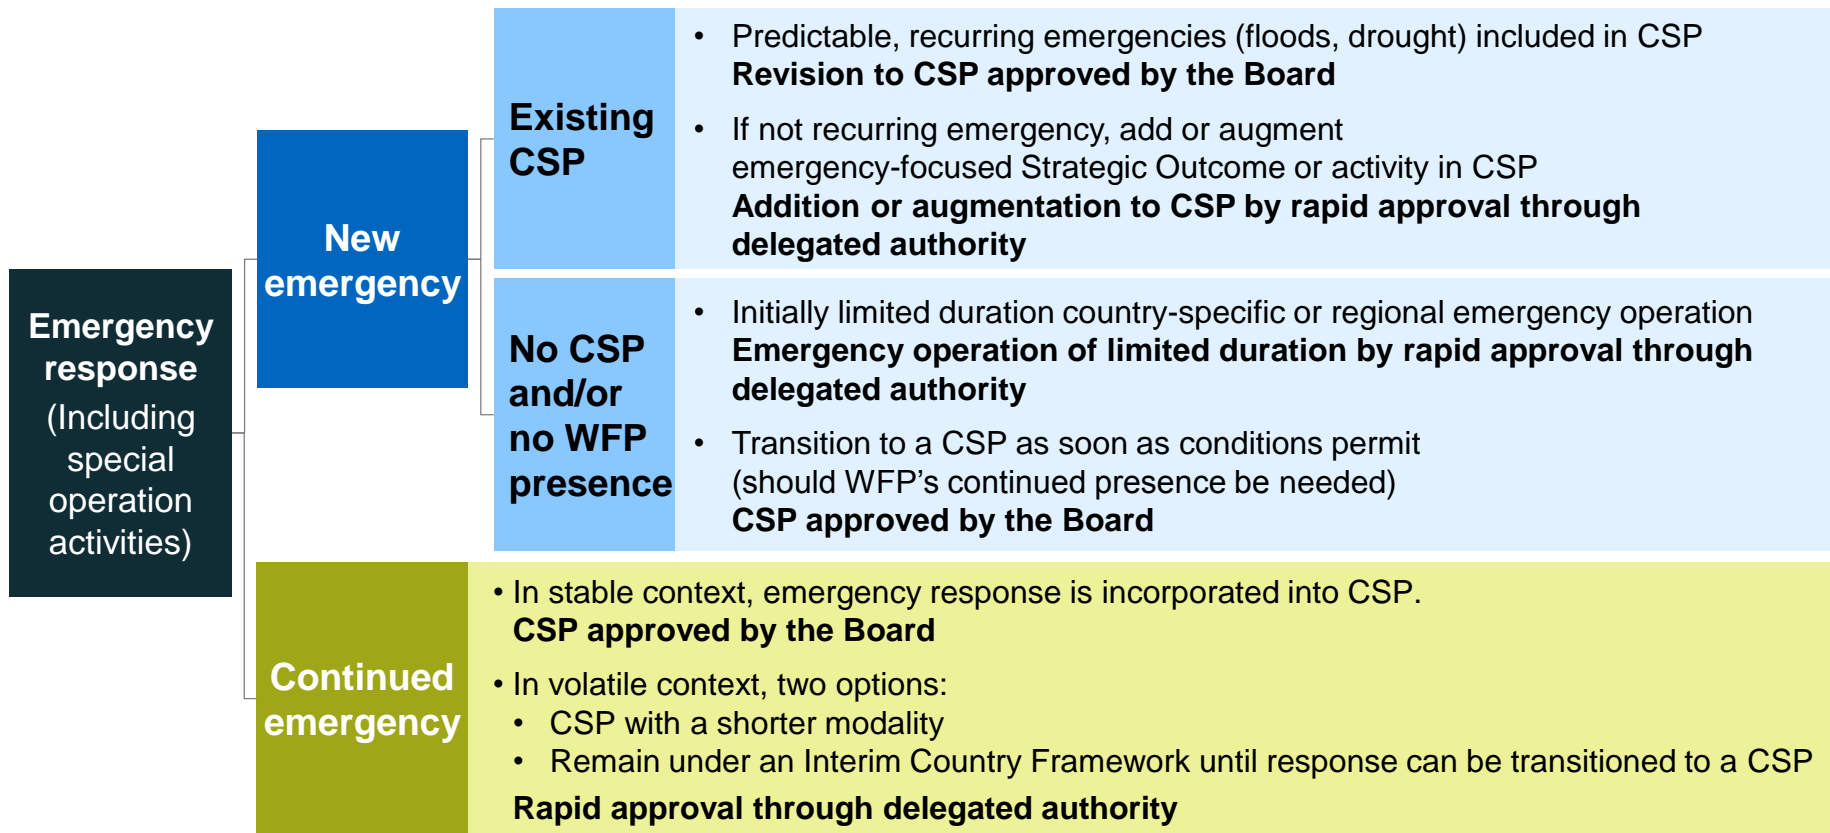 Emergency
response
(Including
special
operation
activities)
New
emergency
Existing
CSP
• Predictable, recurring emergencies (floods, drought) included in CSP
Revision to CSP approved by the Board
• If not recurring emergency, add or augment
emergency-focused Strategic Outcome or activity in CSP
Addition or augmentation to CSP by rapid approval through
delegated authority
No CSP
and/or
no WFP
presence
• Initially limited duration country-specific or regional emergency operation
Emergency operation of limited duration by rapid approval through
delegated authority
• Transition to a CSP as soon as conditions permit
(should WFP's continued presence be needed)
CSP approved by the Board
Continued
emergency
• In stable context, emergency response is incorporated into CSP.
CSP approved by the Board
• In volatile context, two options:
• CSP with a shorter modality
• Remain under an Interim Country Framework until response can be transitioned to a CSP
Rapid approval through delegated authority